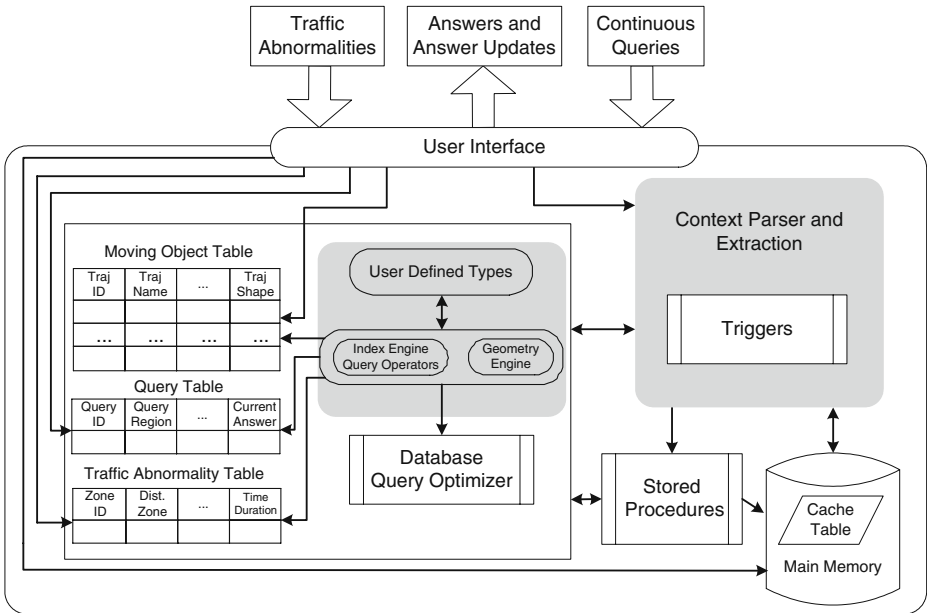 Traffic
Abnormalities
Answers and
Answer Updates
Continuous
Queries
User Interface
Context Parser and
Extraction
Triggers
Moving Object Table
Traj
ID
Traj
Name
...
Traj
Shape
... ... ... ...
User Defined Types
Index Engine
Query Operators
Geometry
Engine
Query Table
Query
ID
Query
Region
...
Current
Answer
Database
Query Optimizer
Traffic Abnormality Table
Zone
ID
Dist.
Zone
...
Time
Duration
Stored
Procedures
Cache
Table
Main Memory